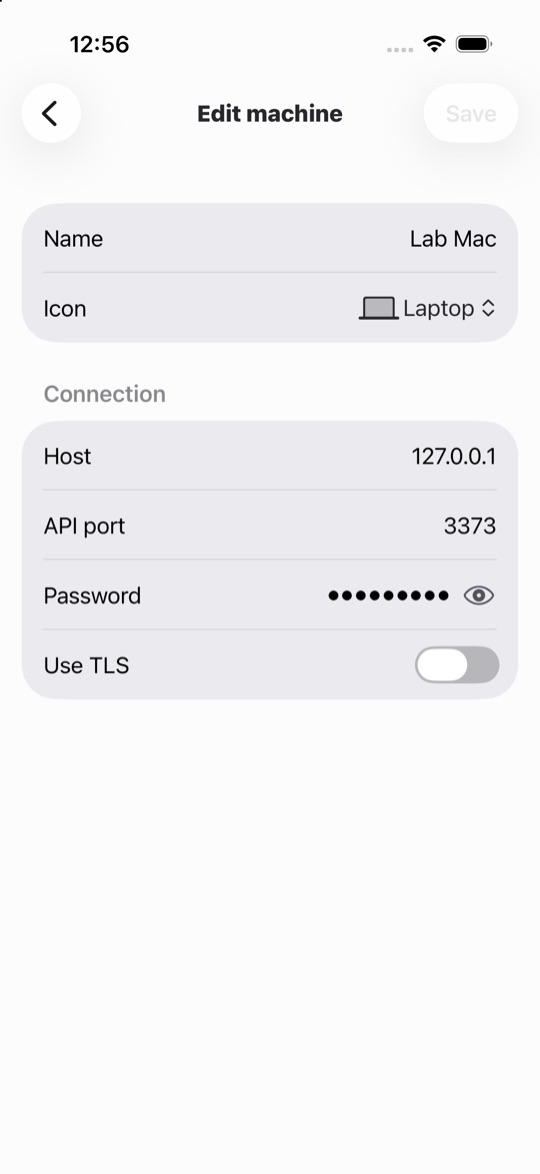 12:56
Edit machine
Save
Name Lab Mac
Icon Laptop
Connection
Host 127.0.0.1
API port 3373
Password •••••••••
Use TLS